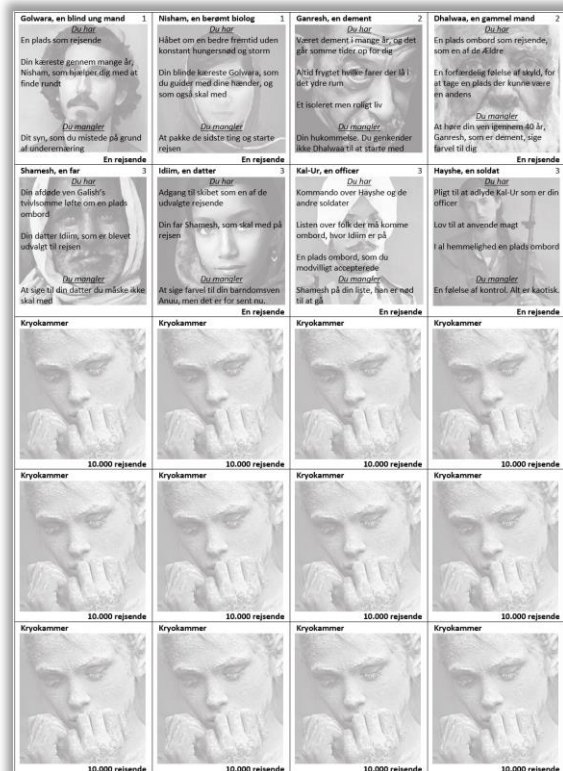 Golwara, en blind ung mand 1
Du har
En plads som rejsende
Din kæreste gennem mange år,
Nisham, som hjælper dig med at
finde rundt
Du mangler
Dit syn, som du mistede på grund
af underernæring
En rejsende
Nisham, en berømt biolog 1
Du har
Håbet om en bedre fremtid uden
konstant hungersnød og storm
Din blinde kæreste Golwara, som
du guider med dine hænder, og
som også skal med
Du mangler
At pakke de sidste ting og starte
rejsen
En rejsende
Ganresh, en dement 2
Du har
Været dement i mange år, og det
går somme tider op for dig
Altid frygtet hvilke farer der lå i
det ydre rum
Et isoleret men roligt liv
Du mangler
Din hukommelse. Du genkender
ikke Dhalwaa til at starte med
En rejsende
Dhalwaa, en gammel mand 2
Du har
En plads ombord som rejsende,
som en af de Ældre
En forfærdelig følelse af skyld, for
at tage en plads der kunne være
en andens
Du mangler
At høre din ven igennem 40 år,
Ganresh, som er dement, sige
farvel til dig
En rejsende
Shamesh, en far 3
Du har
Din afdøde ven Galish's
tvivlsomme løfte om en plads
ombord
Din datter Idiim, som er blevet
udvalgt til rejsen
Du mangler
At sige til din datter du måske ikke
skal med
En rejsende
Idiim, en datter 3
Du har
Adgang til skibet som en af de
udvalgte rejsende
Din far Shamesh, som skal med på
rejsen
Du mangler
At sige farvel til din barndomsven
Anuu, men det er for sent nu.
En rejsende
Kal-Ur, en officer 3
Du har
Kommando over Hayshe og de
andre soldater
Listen over folk der må komme
ombord, hvor Idiim er på
En plads ombord, som du
modvilligt accepterede
Du mangler
Shamesh på din liste, han er nød
til at gå
En rejsende
Hayshe, en soldat 3
Du har
Pligt til at adlyde Kal-Ur som er din
officer
Lov til at anvende magt
I al hemmelighed en plads ombord
Du mangler
En følelse af kontrol. Alt er kaotisk.
En rejsende
Kryokammer
10.000 rejsende
Kryokammer
10.000 rejsende
Kryokammer
10.000 rejsende
Kryokammer
10.000 rejsende
Kryokammer
10.000 rejsende
Kryokammer
10.000 rejsende
Kryokammer
10.000 rejsende
Kryokammer
10.000 rejsende
Kryokammer
10.000 rejsende
Kryokammer
10.000 rejsende
Kryokammer
10.000 rejsende
Kryokammer
10.000 rejsende